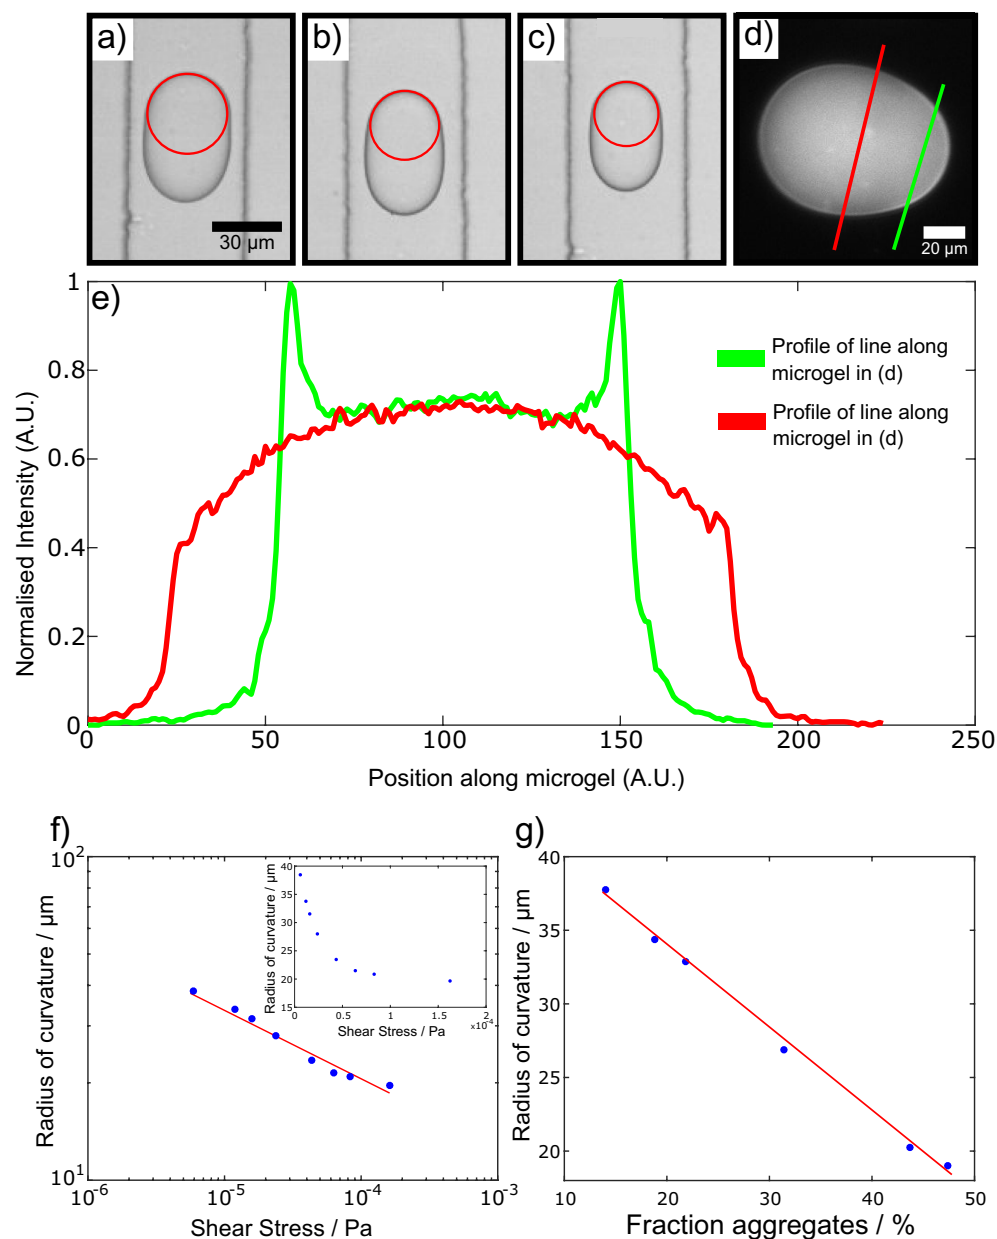 a)
b)
c)
d)
30 µm
20 µm
e)
1
0.8
0.6
0.4
0.2
0
Normalised Intensity (A.U.)
Profile of line along
microgel in (d)
Profile of line along
microgel in (d)
0
50
100
150
200
250
Position along microgel (A.U.)
f)
10²
10¹
Radius of curvature / µm
10⁻⁶
10⁻⁵
10⁻⁴
10⁻³
Shear Stress / Pa
40
35
30
25
20
15
Radius of curvature / µm
0
0.5
1
1.5
2
×10⁻⁴
Shear Stress / Pa
g)
40
35
30
25
20
Radius of curvature / µm
10
20
30
40
50
Fraction aggregates / %